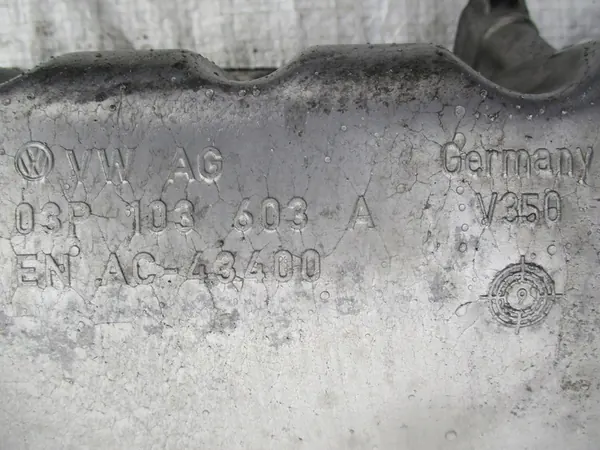 VW AG
03P 103 603 A
EN AC-43400
Germany
V350